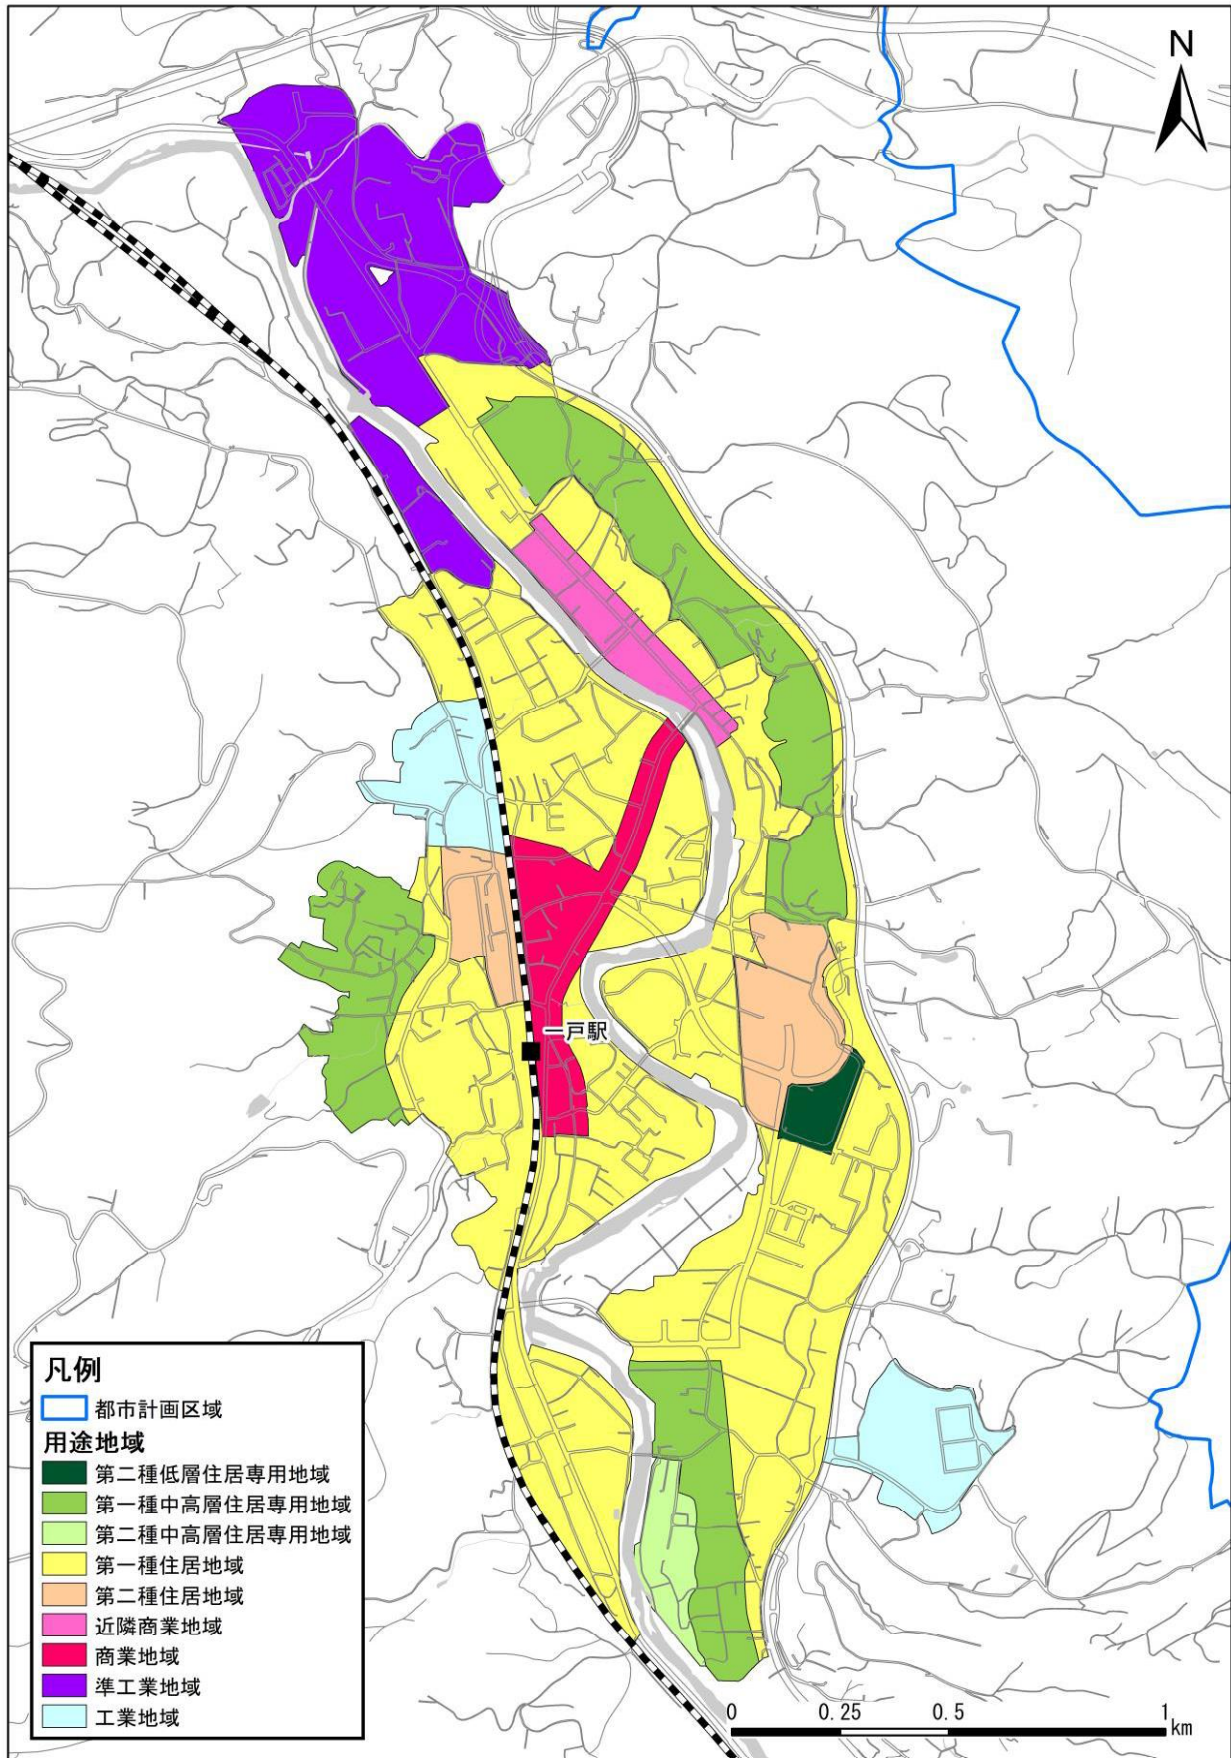 N
一戸駅
凡例
都市計画区域
用途地域
第二種低層住居専用地域
第一種中高層住居専用地域
第二種中高層住居専用地域
第一種住居地域
第二種住居地域
近隣商業地域
商業地域
準工業地域
工業地域
0 0.25 0.5 1 km